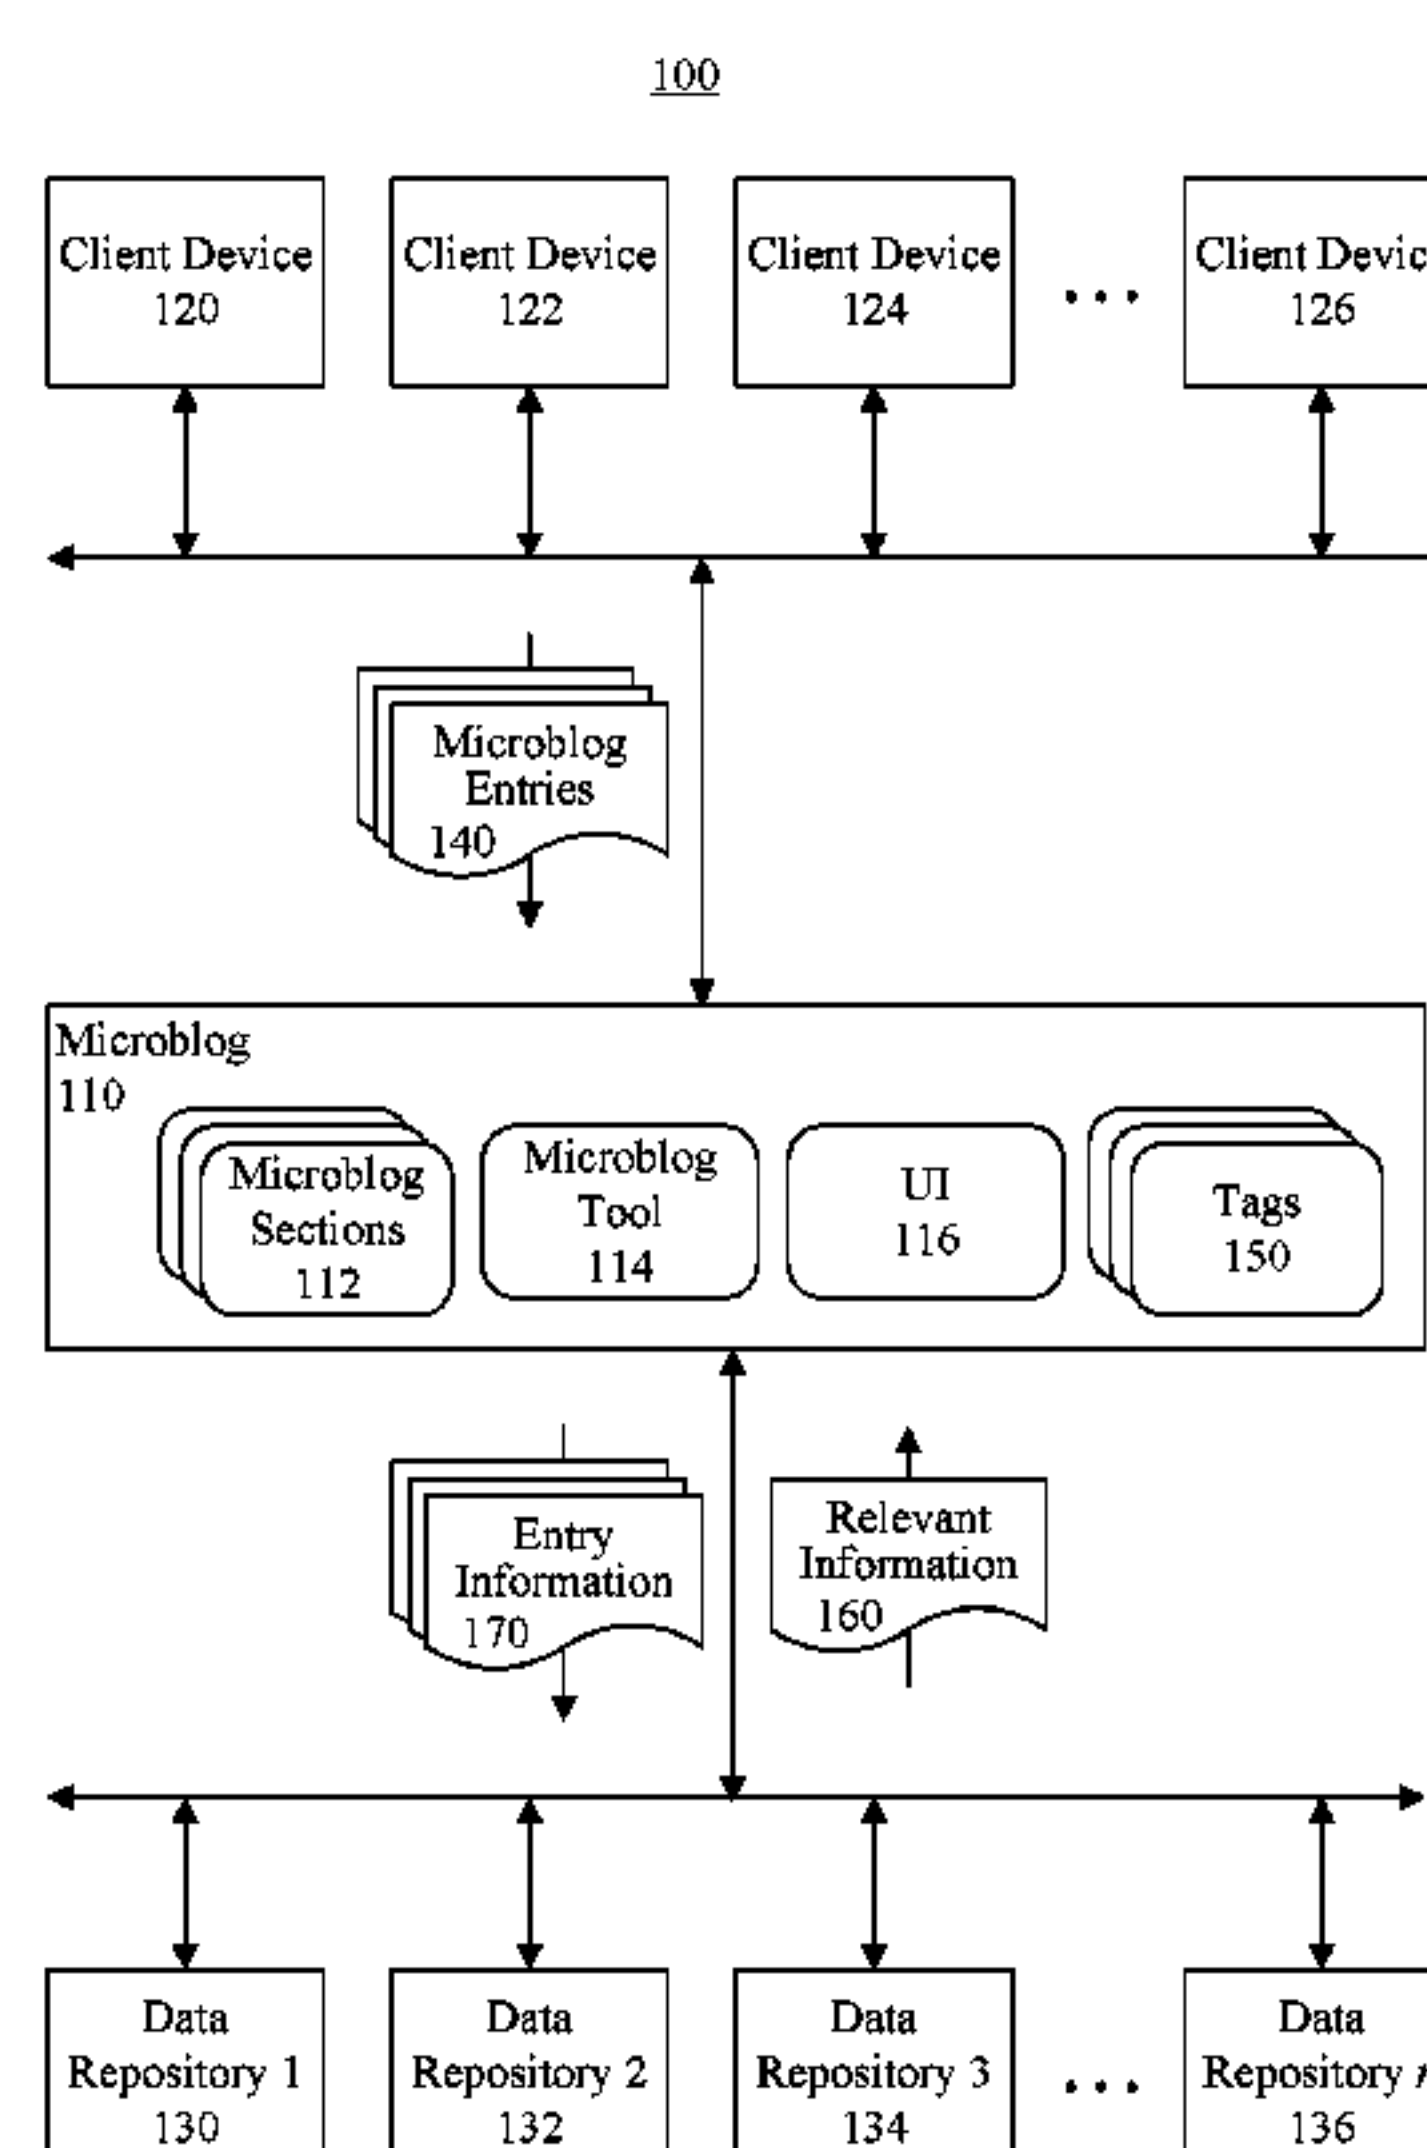 100
Client Device
120
Client Device
122
Client Device
124
• • •
Client Devic
126
Microblog
Entries
140
Microblog
110
Microblog
Sections
112
Microblog
Tool
114
UI
116
Tags
150
Entry
Information
170
Relevant
Information
160
Data
Repository 1
130
Data
Repository 2
132
Data
Repository 3
134
• • •
Data
Repository
136